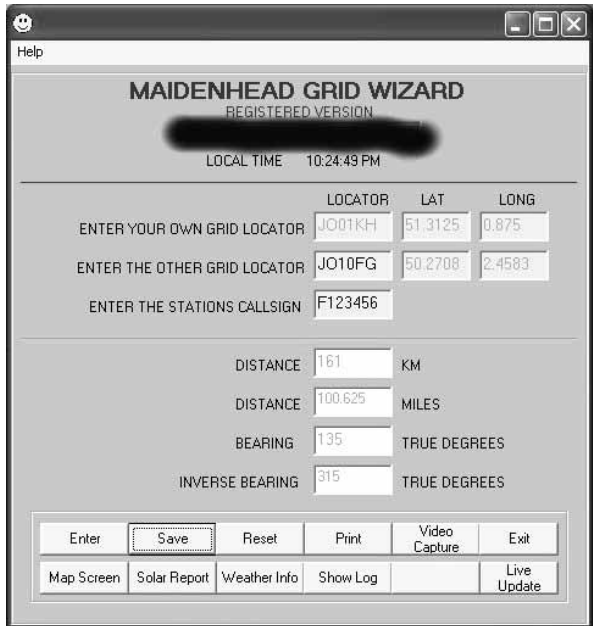 Help
MAIDENHEAD GRID WIZARD
REGISTERED VERSION
LOCAL TIME 10:24:49 PM
LOCATOR LAT LONG
ENTER YOUR OWN GRID LOCATOR JO01KH 51.3125 0.875
ENTER THE OTHER GRID LOCATOR JO10FG 50.2708 2.4583
ENTER THE STATIONS CALLSIGN F123456
DISTANCE 161 KM
DISTANCE 100.625 MILES
BEARING 135 TRUE DEGREES
INVERSE BEARING 315 TRUE DEGREES
Enter Save Reset Print Video Capture Exit
Map Screen Solar Report Weather Info Show Log Live Update